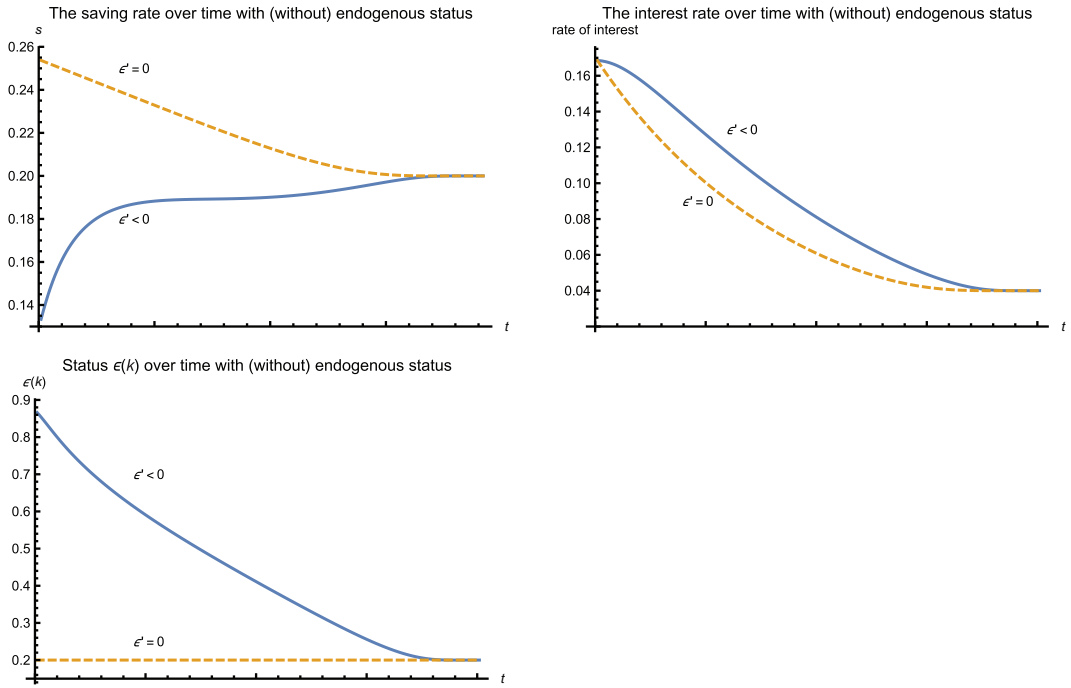 The saving rate over time with (without) endogenous status
s
0.26
0.24
0.22
0.20
0.18
0.16
0.14
ϵ' = 0
ϵ' < 0
t
The interest rate over time with (without) endogenous status
rate of interest
0.16
0.14
0.12
0.10
0.08
0.06
0.04
ϵ' < 0
ϵ' = 0
t
Status ϵ(k) over time with (without) endogenous status
ϵ(k)
0.9
0.8
0.7
0.6
0.5
0.4
0.3
0.2
ϵ' < 0
ϵ' = 0
t